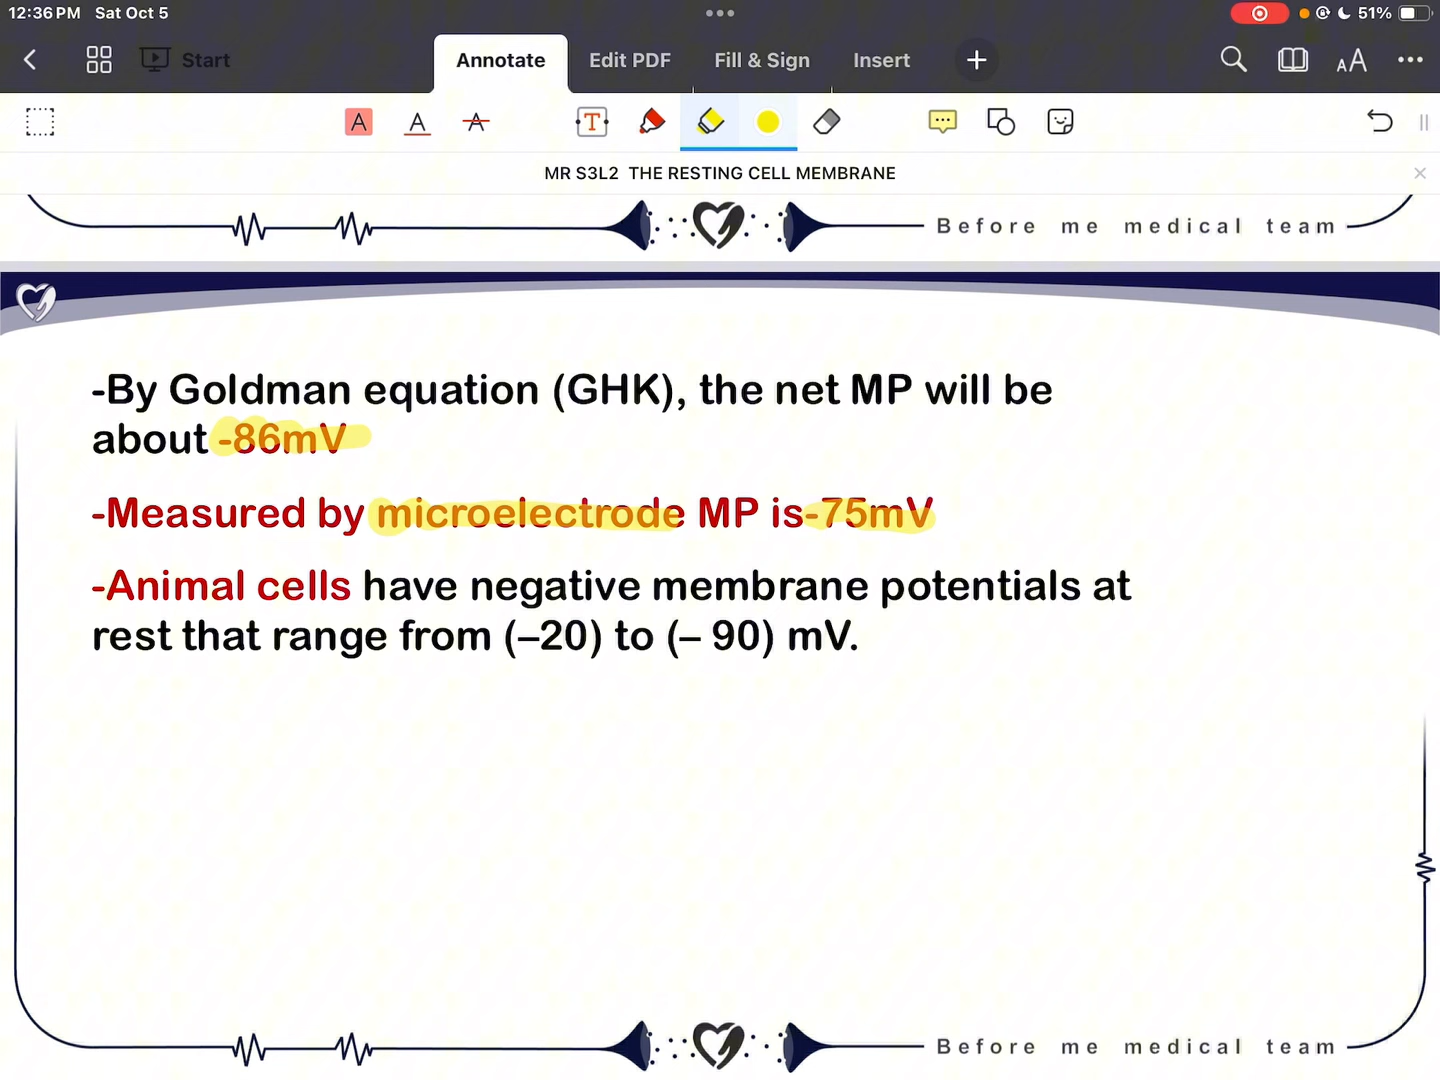 12:36 PM Sat Oct 5
51%
Start
Annotate
Edit PDF
Fill & Sign
Insert
MR S3L2 THE RESTING CELL MEMBRANE
Before me medical team
-By Goldman equation (GHK), the net MP will be
about -86mV
-Measured by microelectrode MP is-75mV
-Animal cells have negative membrane potentials at
rest that range from (–20) to (– 90) mV.
Before me medical team